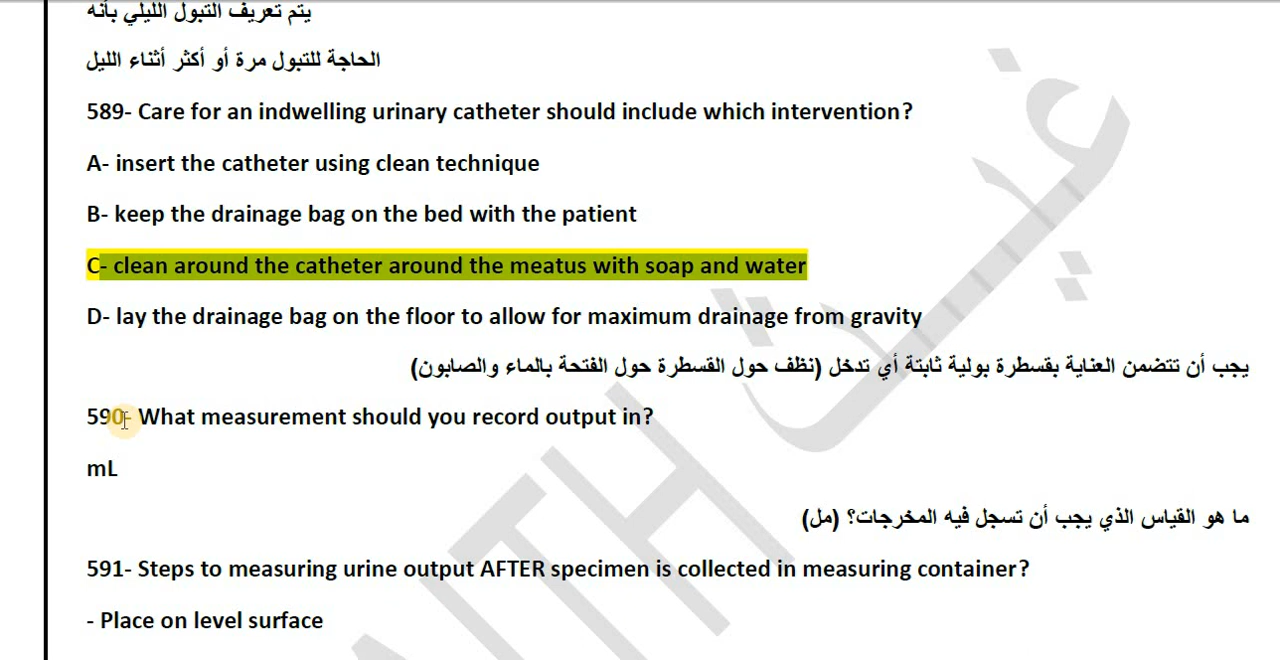 يتم تعريف التبول الليلي بأنه
الحاجة للتبول مرة أو أكثر أثناء الليل
589- Care for an indwelling urinary catheter should include which intervention?
A- insert the catheter using clean technique
B- keep the drainage bag on the bed with the patient
C- clean around the catheter around the meatus with soap and water
D- lay the drainage bag on the floor to allow for maximum drainage from gravity
يجب أن تتضمن العناية بقسطرة بولية ثابتة أي تدخل (نظف حول القسطرة حول الفتحة بالماء والصابون)
590- What measurement should you record output in?
mL
ما هو القياس الذي يجب أن تسجل فيه المخرجات؟ (مل)
591- Steps to measuring urine output AFTER specimen is collected in measuring container?
- Place on level surface